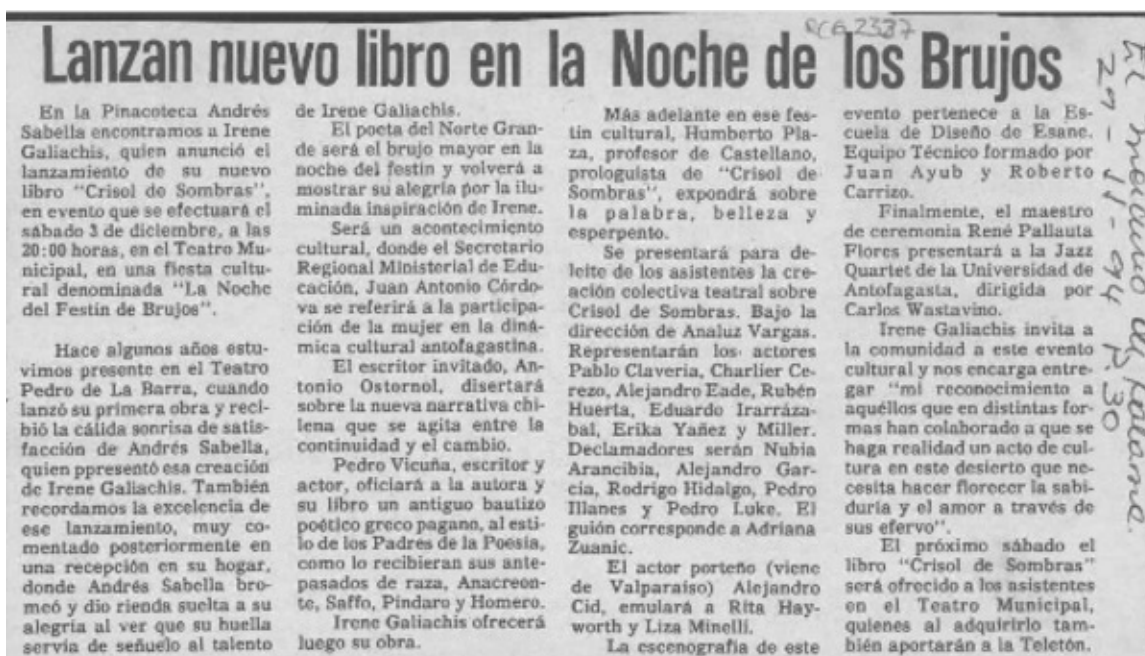 RCG 2387
Lanzan nuevo libro en la Noche de los Brujos
En la Pinacoteca Andrés
Sabella encontramos a Irene
Galiachis, quien anunció el
lanzamiento de su nuevo
libro "Crisol de Sombras",
en evento que se efectuará el
sábado 3 de diciembre, a las
20:00 horas, en el Teatro Mu-
nicipal, en una fiesta cultu-
ral denominada "La Noche
del Festín de Brujos".
Hace algunos años estu-
vimos presente en el Teatro
Pedro de La Barra, cuando
lanzó su primera obra y reci-
bió la cálida sonrisa de satis-
facción de Andrés Sabella,
quien ppresentó esa creación
de Irene Galiachis. También
recordamos la excelencia de
ese lanzamiento, muy co-
mentado posteriormente en
una recepción en su hogar,
donde Andrés Sabella bro-
meó y dio rienda suelta a su
alegría al ver que su huella
servía de señuelo al talento
de Irene Galiachis.
El poeta del Norte Gran-
de será el brujo mayor en la
noche del festín y volverá a
mostrar su alegría por la ilu-
minada inspiración de Irene.
Será un acontecimiento
cultural, donde el Secretario
Regional Ministerial de Edu-
cación, Juan Antonio Córdo-
va se referirá a la participa-
ción de la mujer en la diná-
mica cultural antofagastina.
El escritor invitado, An-
tonio Ostornol, disertará
sobre la nueva narrativa chi-
lena que se agita entre la
continuidad y el cambio.
Pedro Vicuña, escritor y
actor, oficiará a la autora y
su libro un antiguo bautizo
poético greco pagano, al esti-
lo de los Padres de la Poesía,
como lo recibieran sus ante-
pasados de raza, Anacreon-
te, Saffo, Píndaro y Homero.
Irene Galiachis ofrecerá
luego su obra.
Más adelante en ese fes-
tín cultural, Humberto Pla-
za, profesor de Castellano,
prologuista de "Crisol de
Sombras", expondrá sobre
la palabra, belleza y
esperpento.
Se presentará para de-
leite de los asistentes la cre-
ación colectiva teatral sobre
Crisol de Sombras. Bajo la
dirección de Analuz Vargas.
Representarán los actores
Pablo Claveria, Charlier Ce-
rezo, Alejandro Eade, Rubén
Huerta, Eduardo Irarráza-
bal, Erika Yañez y Miller.
Declamadores serán Nubia
Arancibia, Alejandro Gar-
cía, Rodrigo Hidalgo, Pedro
Illanes y Pedro Luke. El
guión corresponde a Adriana
Zuanic.
El actor porteño (viene
de Valparaíso) Alejandro
Cid, emulará a Rita Hay-
worth y Liza Minelli.
La escenografía de este
evento pertenece a la Es-
cuela de Diseño de Esane.
Equipo Técnico formado por
Juan Ayub y Roberto
Carrizo.
Finalmente, el maestro
de ceremonia René Pallauta
Flores presentará a la Jazz
Quartet de la Universidad de
Antofagasta, dirigida por
Carlos Wastavino.
Irene Galiachis invita a
la comunidad a este evento
cultural y nos encarga entre-
gar "mi reconocimiento a
aquéllos que en distintas for-
mas han colaborado a que se
haga realidad un acto de cul-
tura en este desierto que ne-
cesita hacer florecer la sabi-
duría y el amor a través de
sus efervo".
El próximo sábado el
libro "Crisol de Sombras"
será ofrecido a los asistentes
en el Teatro Municipal,
quienes al adquirirlo tam-
bién aportarán a la Teletón.
El Mercurio de
29-11-94 P. 30